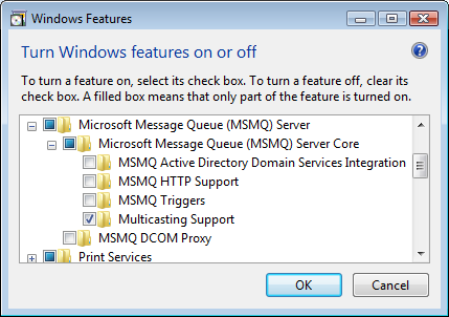 Windows Features
Turn Windows features on or off
To turn a feature on, select its check box. To turn a feature off, clear its
check box. A filled box means that only part of the feature is turned on.
Microsoft Message Queue (MSMQ) Server
Microsoft Message Queue (MSMQ) Server Core
MSMQ Active Directory Domain Services Integration
MSMQ HTTP Support
MSMQ Triggers
Multicasting Support
MSMQ DCOM Proxy
Print Services
OK Cancel